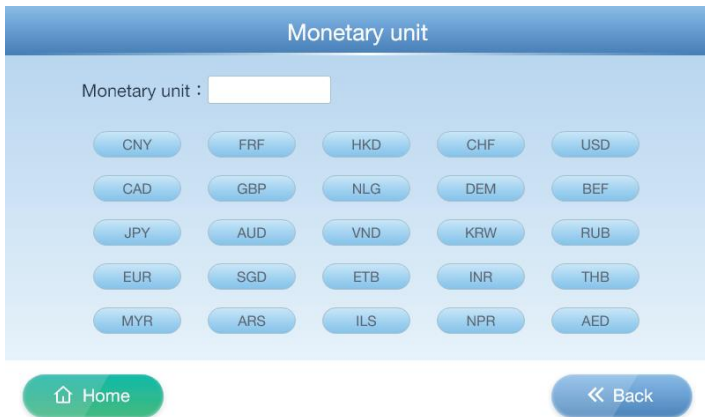 Monetary unit
Monetary unit：
CNY FRF HKD CHF USD
CAD GBP NLG DEM BEF
JPY AUD VND KRW RUB
EUR SGD ETB INR THB
MYR ARS ILS NPR AED
Home Back